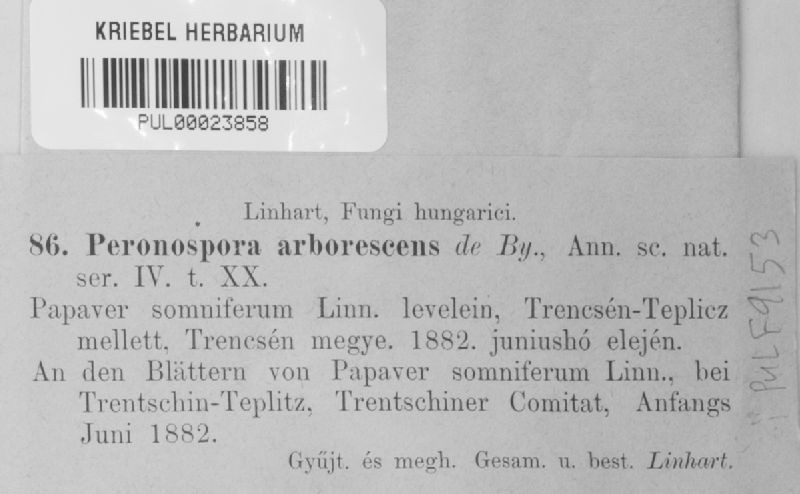 KRIEBEL HERBARIUM
PUL00023858
Linhart, Fungi hungarici.
86. Peronospora arborescens de By., Ann. sc. nat.
ser. IV. t. XX.
Papaver somniferum Linn. levelein, Trencsén-Teplicz
mellett, Trencsén megye. 1882. juniushó elején.
An den Blättern von Papaver somniferum Linn., bei
Trentschin-Teplitz, Trentschiner Comitat, Anfangs
Juni 1882.
Gyűjt. és megh. Gesam. u. best. Linhart.
PUL F9153